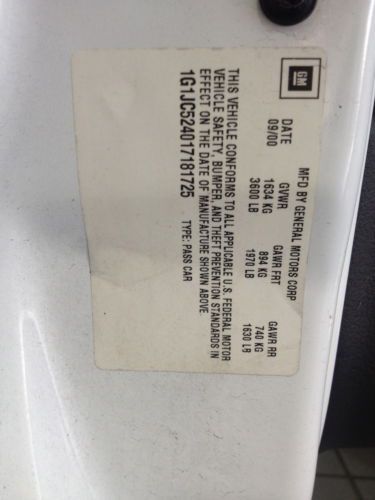 GM
MFD BY GENERAL MOTORS CORP
DATE GVWR GAWR FRT GAWR RR
09/00 1634 KG 894 KG 740 KG
3600 LB 1970 LB 1630 LB
THIS VEHICLE CONFORMS TO ALL APPLICABLE U.S. FEDERAL MOTOR
VEHICLE SAFETY, BUMPER, AND THEFT PREVENTION STANDARDS IN
EFFECT ON THE DATE OF MANUFACTURE SHOWN ABOVE.
1G1JC524017181725 TYPE: PASS CAR